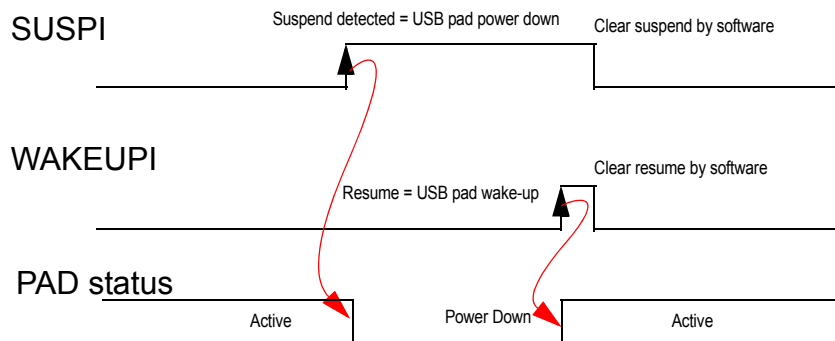 SUSPI
Suspend detected = USB pad power down
Clear suspend by software
WAKEUPI
Clear resume by software
Resume = USB pad wake-up
PAD status
Active
Power Down
Active